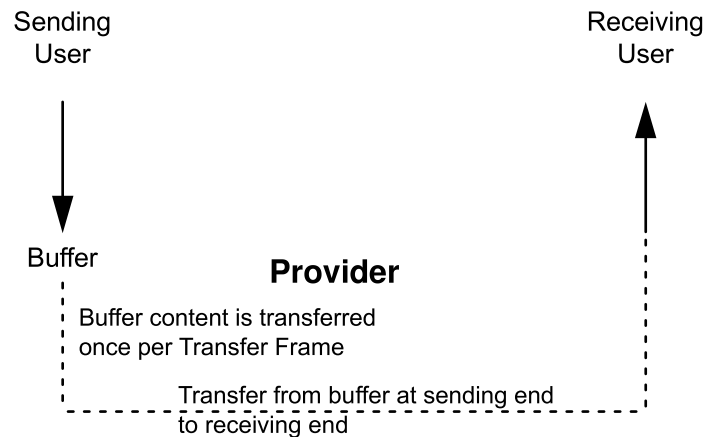 Sending
User
Receiving
User
Buffer
Provider
Buffer content is transferred
once per Transfer Frame
Transfer from buffer at sending end
to receiving end